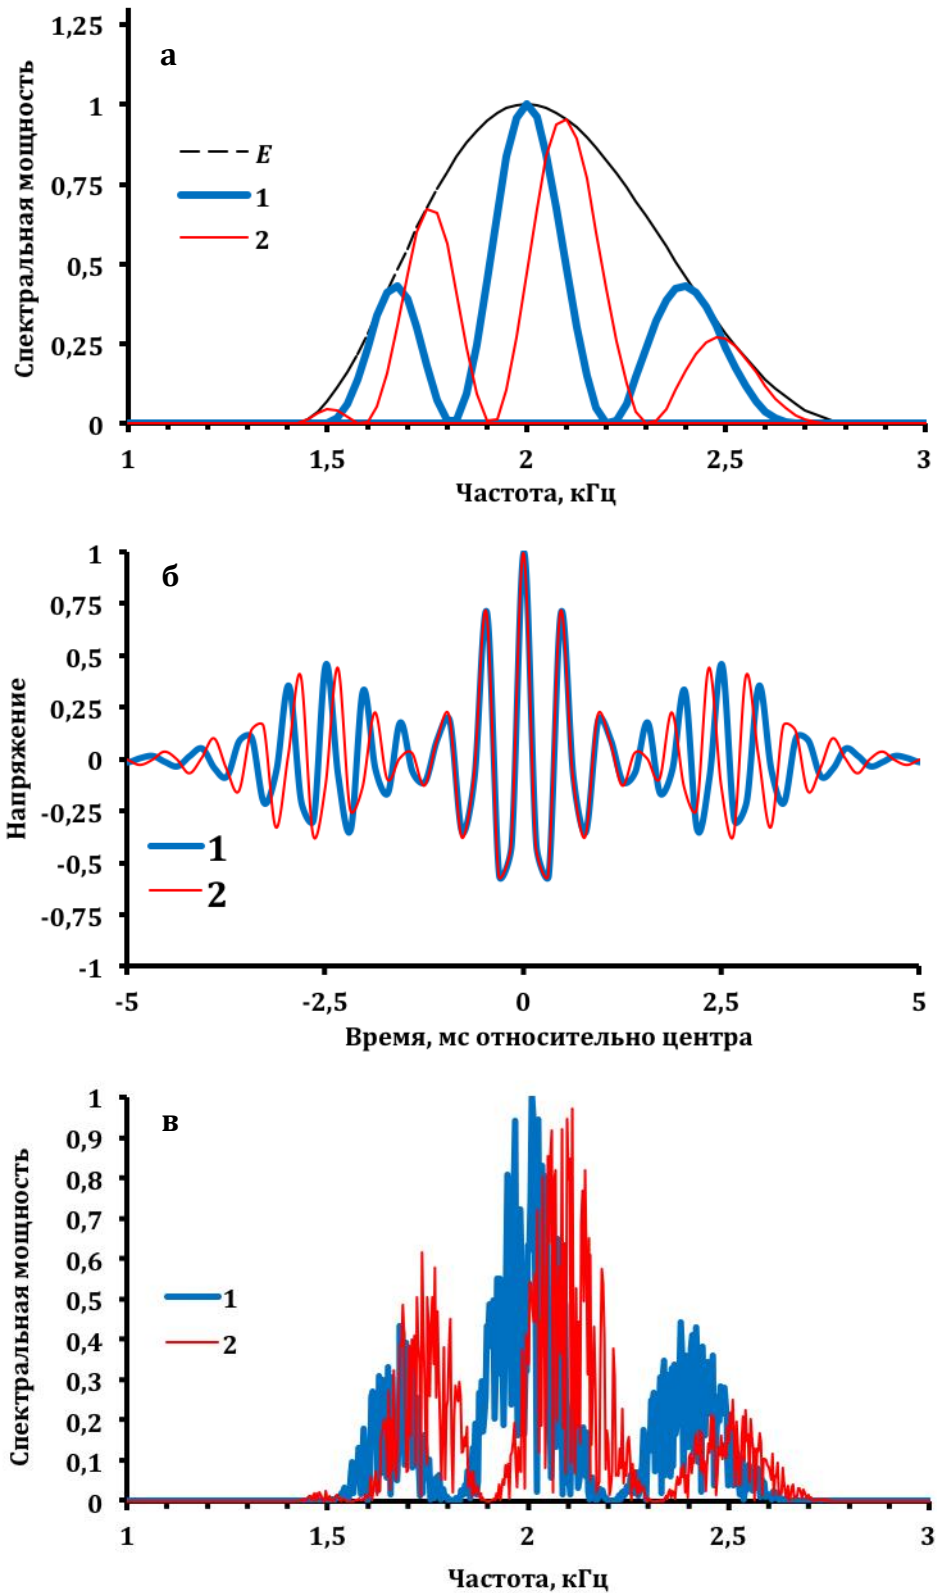 а
Спектральная мощность
1,25
1
0,75
0,5
0,25
0
E
1
2
1 1,5 2 2,5 3
Частота, кГц
б
Напряжение
1
0,75
0,5
0,25
0
-0,25
-0,5
-0,75
-1
1
2
-5 -2,5 0 2,5 5
Время, мс относительно центра
в
Спектральная мощность
1
0,9
0,8
0,7
0,6
0,5
0,4
0,3
0,2
0,1
0
1
2
1 1,5 2 2,5 3
Частота, кГц